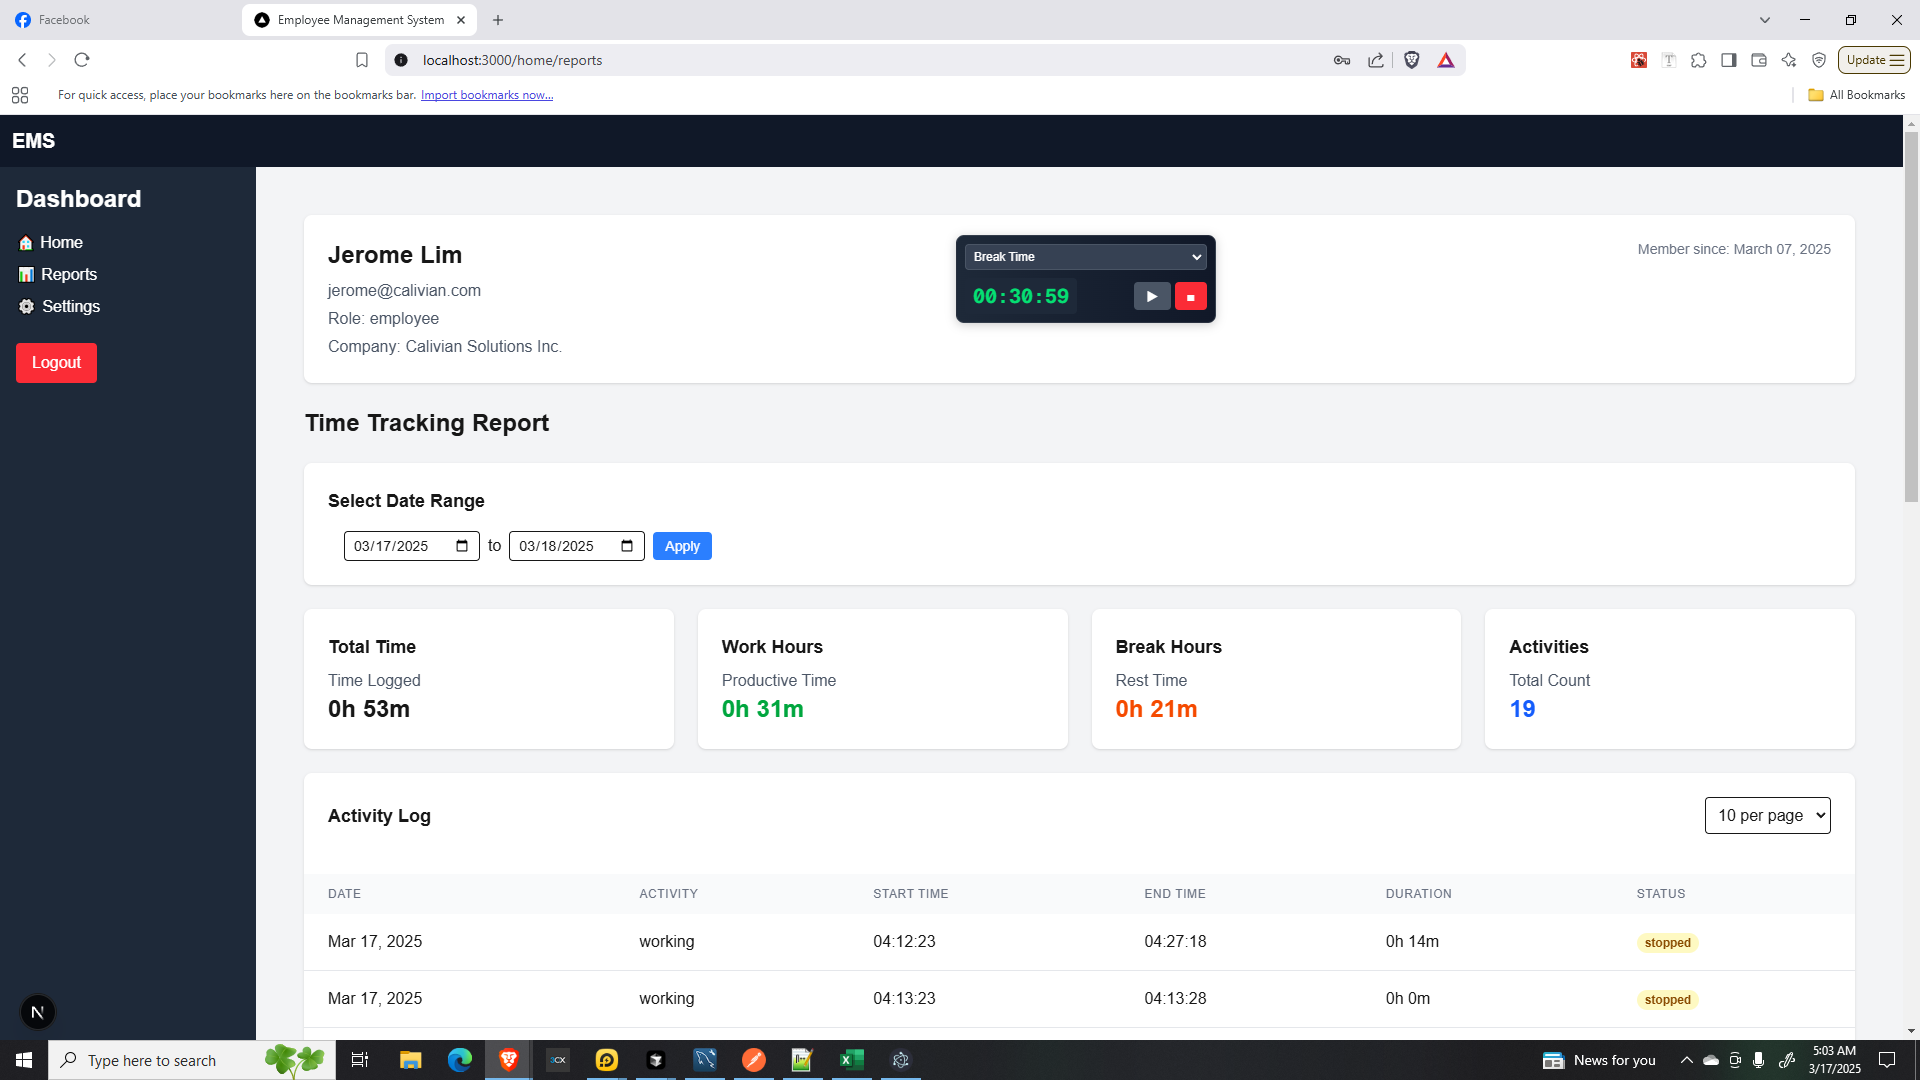 Facebook
Employee Management System
localhost:3000/home/reports
Update
For quick access, place your bookmarks here on the bookmarks bar. Import bookmarks now...
All Bookmarks
EMS
Dashboard
Home
Reports
Settings
Logout
Jerome Lim
jerome@calivian.com
Role: employee
Company: Calivian Solutions Inc.
Break Time
00:30:59
Member since: March 07, 2025
Time Tracking Report
Select Date Range
03/17/2025 to 03/18/2025 Apply
Total Time
Time Logged
0h 53m
Work Hours
Productive Time
0h 31m
Break Hours
Rest Time
0h 21m
Activities
Total Count
19
Activity Log
10 per page
DATE ACTIVITY START TIME END TIME DURATION STATUS
Mar 17, 2025 working 04:12:23 04:27:18 0h 14m stopped
Mar 17, 2025 working 04:13:23 04:13:28 0h 0m stopped
N
Type here to search
3CX
News for you
5:03 AM
3/17/2025